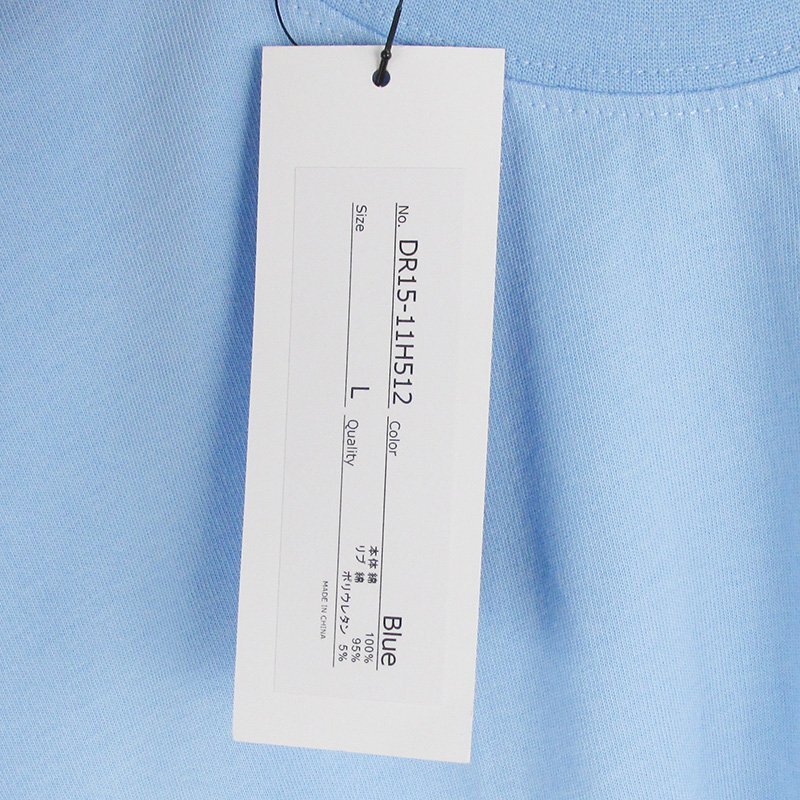 No. DR15-11H512 Color Blue
Size L Quality 本体 綿 100%
リブ 綿 95%
ポリウレタン 5%
MADE IN CHINA